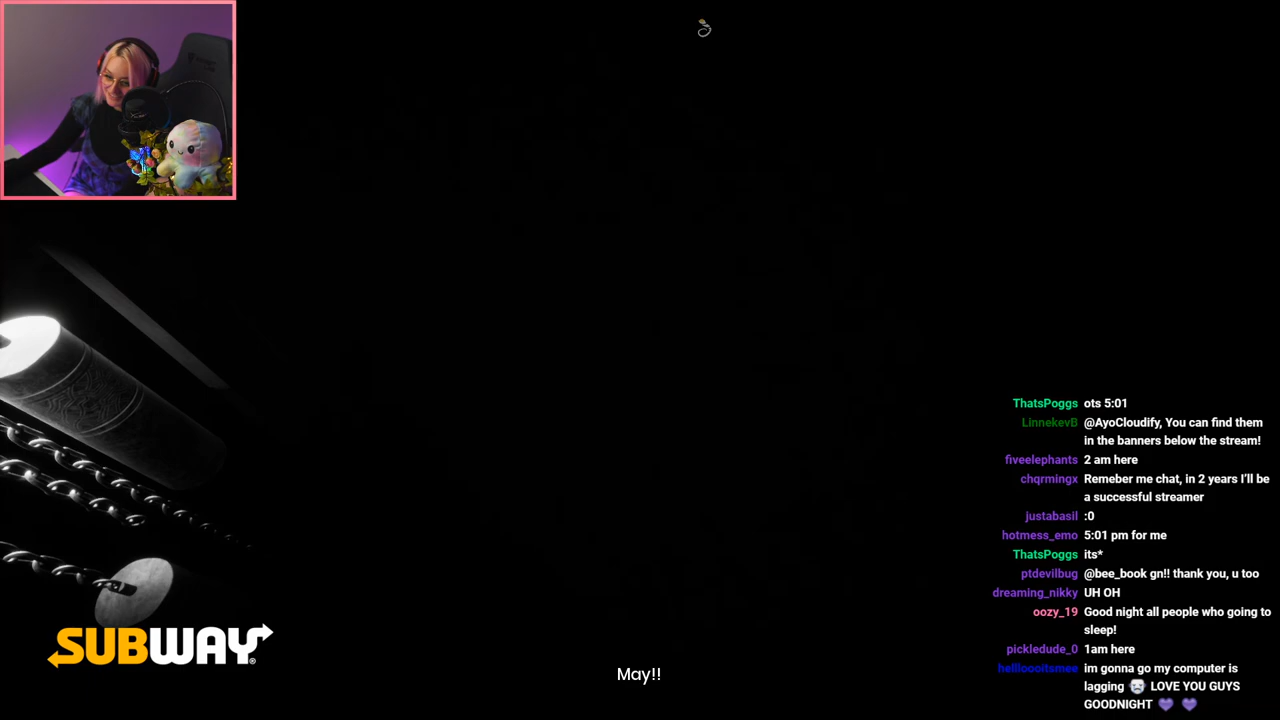 ThatsPoggs ots 5:01
LinnekevB @AyoCloudify, You can find them
in the banners below the stream!
fiveelephants 2 am here
chqrmingx Remeber me chat, in 2 years I'll be
a successful streamer
justabasil :0
hotmess_emo 5:01 pm for me
ThatsPoggs its*
ptdevilbug @bee_book gn!! thank you, u too
dreaming_nikky UH OH
oozy_19 Good night all people who going to
sleep!
pickledude_0 1am here
hellloooitsmee im gonna go my computer is
lagging LOVE YOU GUYS
GOODNIGHT
SUBWAY®
May!!